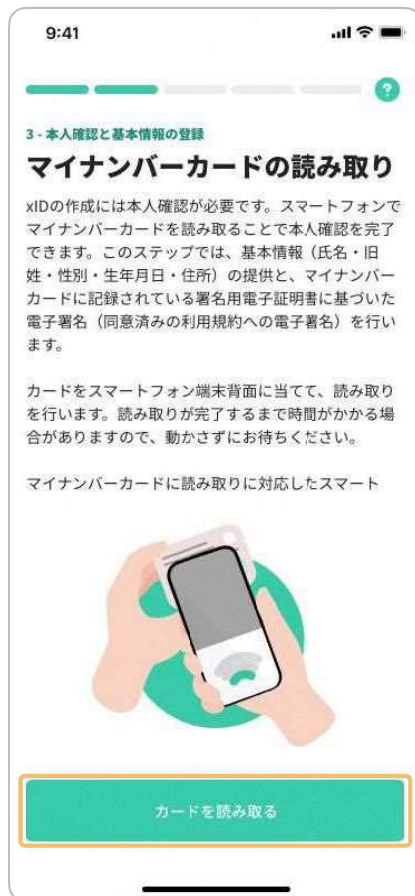 9:41
?
3 - 本人確認と基本情報の登録
マイナンバーカードの読み取り
xIDの作成には本人確認が必要です。スマートフォンで
マイナンバーカードを読み取ることで本人確認を完了
できます。このステップでは、基本情報（氏名・旧
姓・性別・生年月日・住所）の提供と、マイナンバー
カードに記録されている署名用電子証明書に基づいた
電子署名（同意済みの利用規約への電子署名）を行い
ます。
カードをスマートフォン端末背面に当てて、読み取り
を行います。読み取りが完了するまで時間がかかる場
合がありますので、動かさずにお待ちください。
マイナンバーカードに読み取りに対応したスマート
カードを読み取る